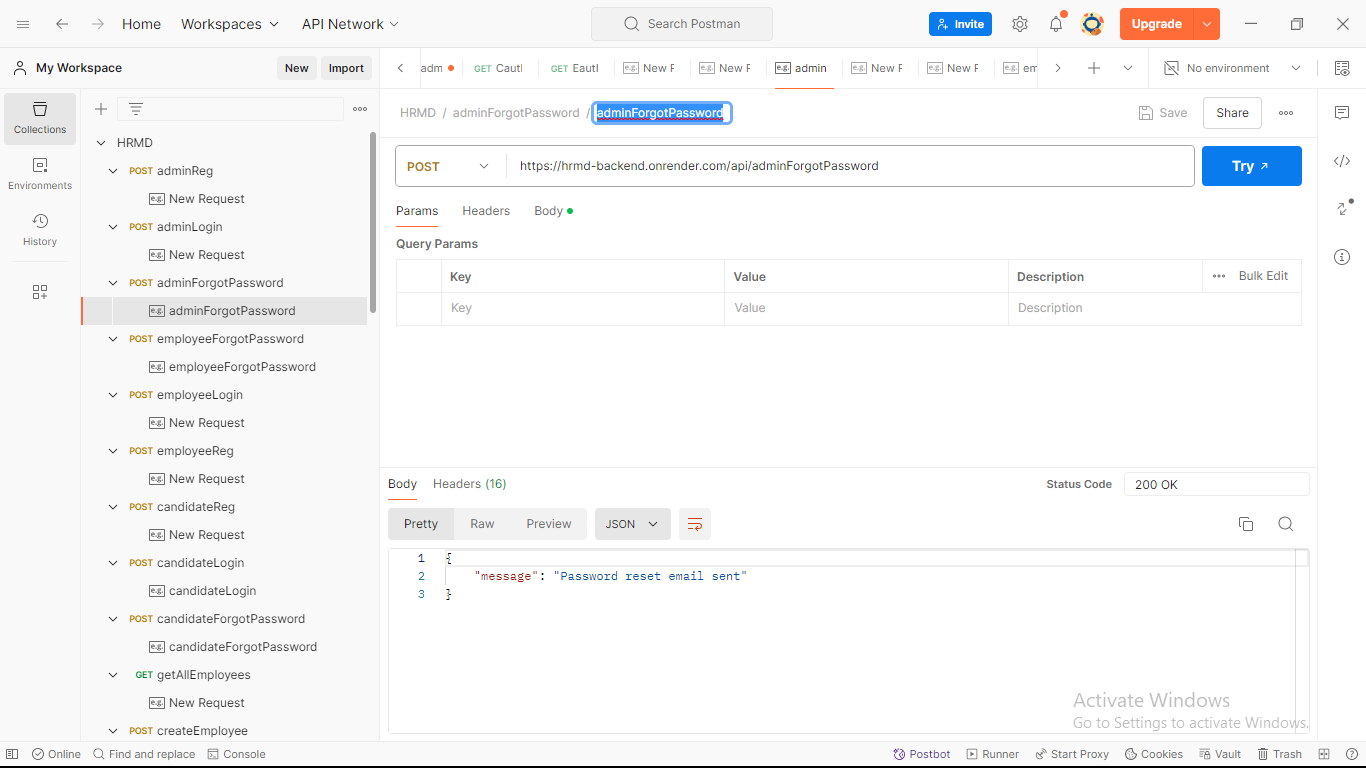 Home Workspaces API Network Search Postman Invite Upgrade
My Workspace New Import
adm GET Cautl GET Eautl e.g. New F e.g. New F e.g. admin e.g. New F e.g. New F e.g. em No environment
Collections
Environments
History
HRMD
POST adminReg
e.g. New Request
POST adminLogin
e.g. New Request
POST adminForgotPassword
e.g. adminForgotPassword
POST employeeForgotPassword
e.g. employeeForgotPassword
POST employeeLogin
e.g. New Request
POST employeeReg
e.g. New Request
POST candidateReg
e.g. New Request
POST candidateLogin
e.g. candidateLogin
POST candidateForgotPassword
e.g. candidateForgotPassword
GET getAllEmployees
e.g. New Request
POST createEmployee
HRMD / adminForgotPassword / adminForgotPassword Save Share
POST https://hrmd-backend.onrender.com/api/adminForgotPassword Try
Params Headers Body
Query Params
Key Value Description Bulk Edit
Key Value Description
Body Headers (16) Status Code 200 OK
Pretty Raw Preview JSON
1 {
2 "message": "Password reset email sent"
3 }
Activate Windows
Go to Settings to activate Windows.
Online Find and replace Console Postbot Runner Start Proxy Cookies Vault Trash